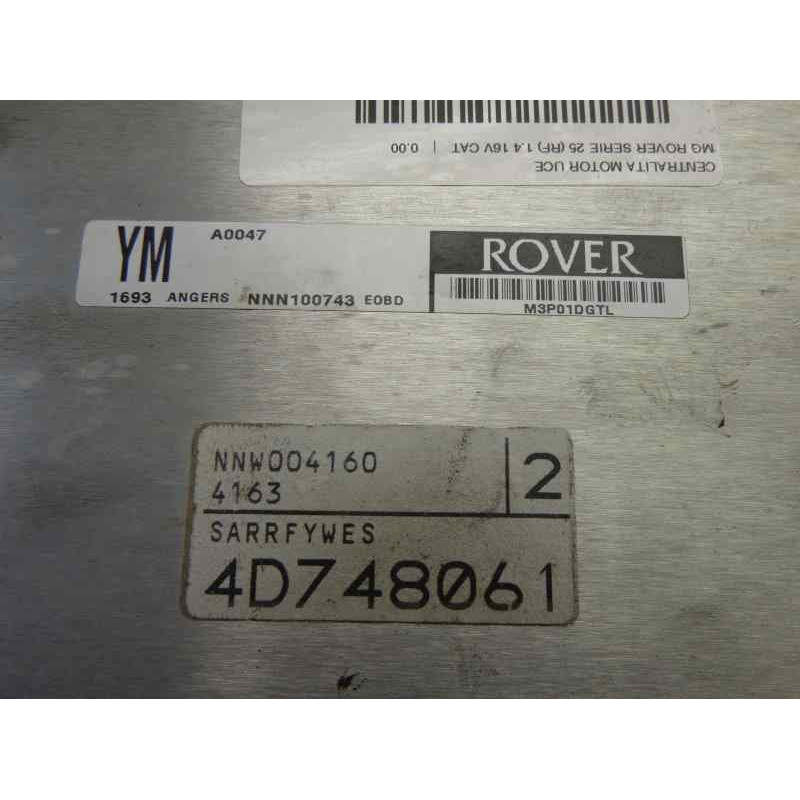 CENTRALITA MOTOR UCE
MG ROVER SERIE 25 (RF) 1.4 16V CAT | 0.00
YM A0047
1693 ANGERS NNN100743 EOBD
ROVER
M3P01DGTL
NNW004160
4163
2
SARRFYWES
4D748061